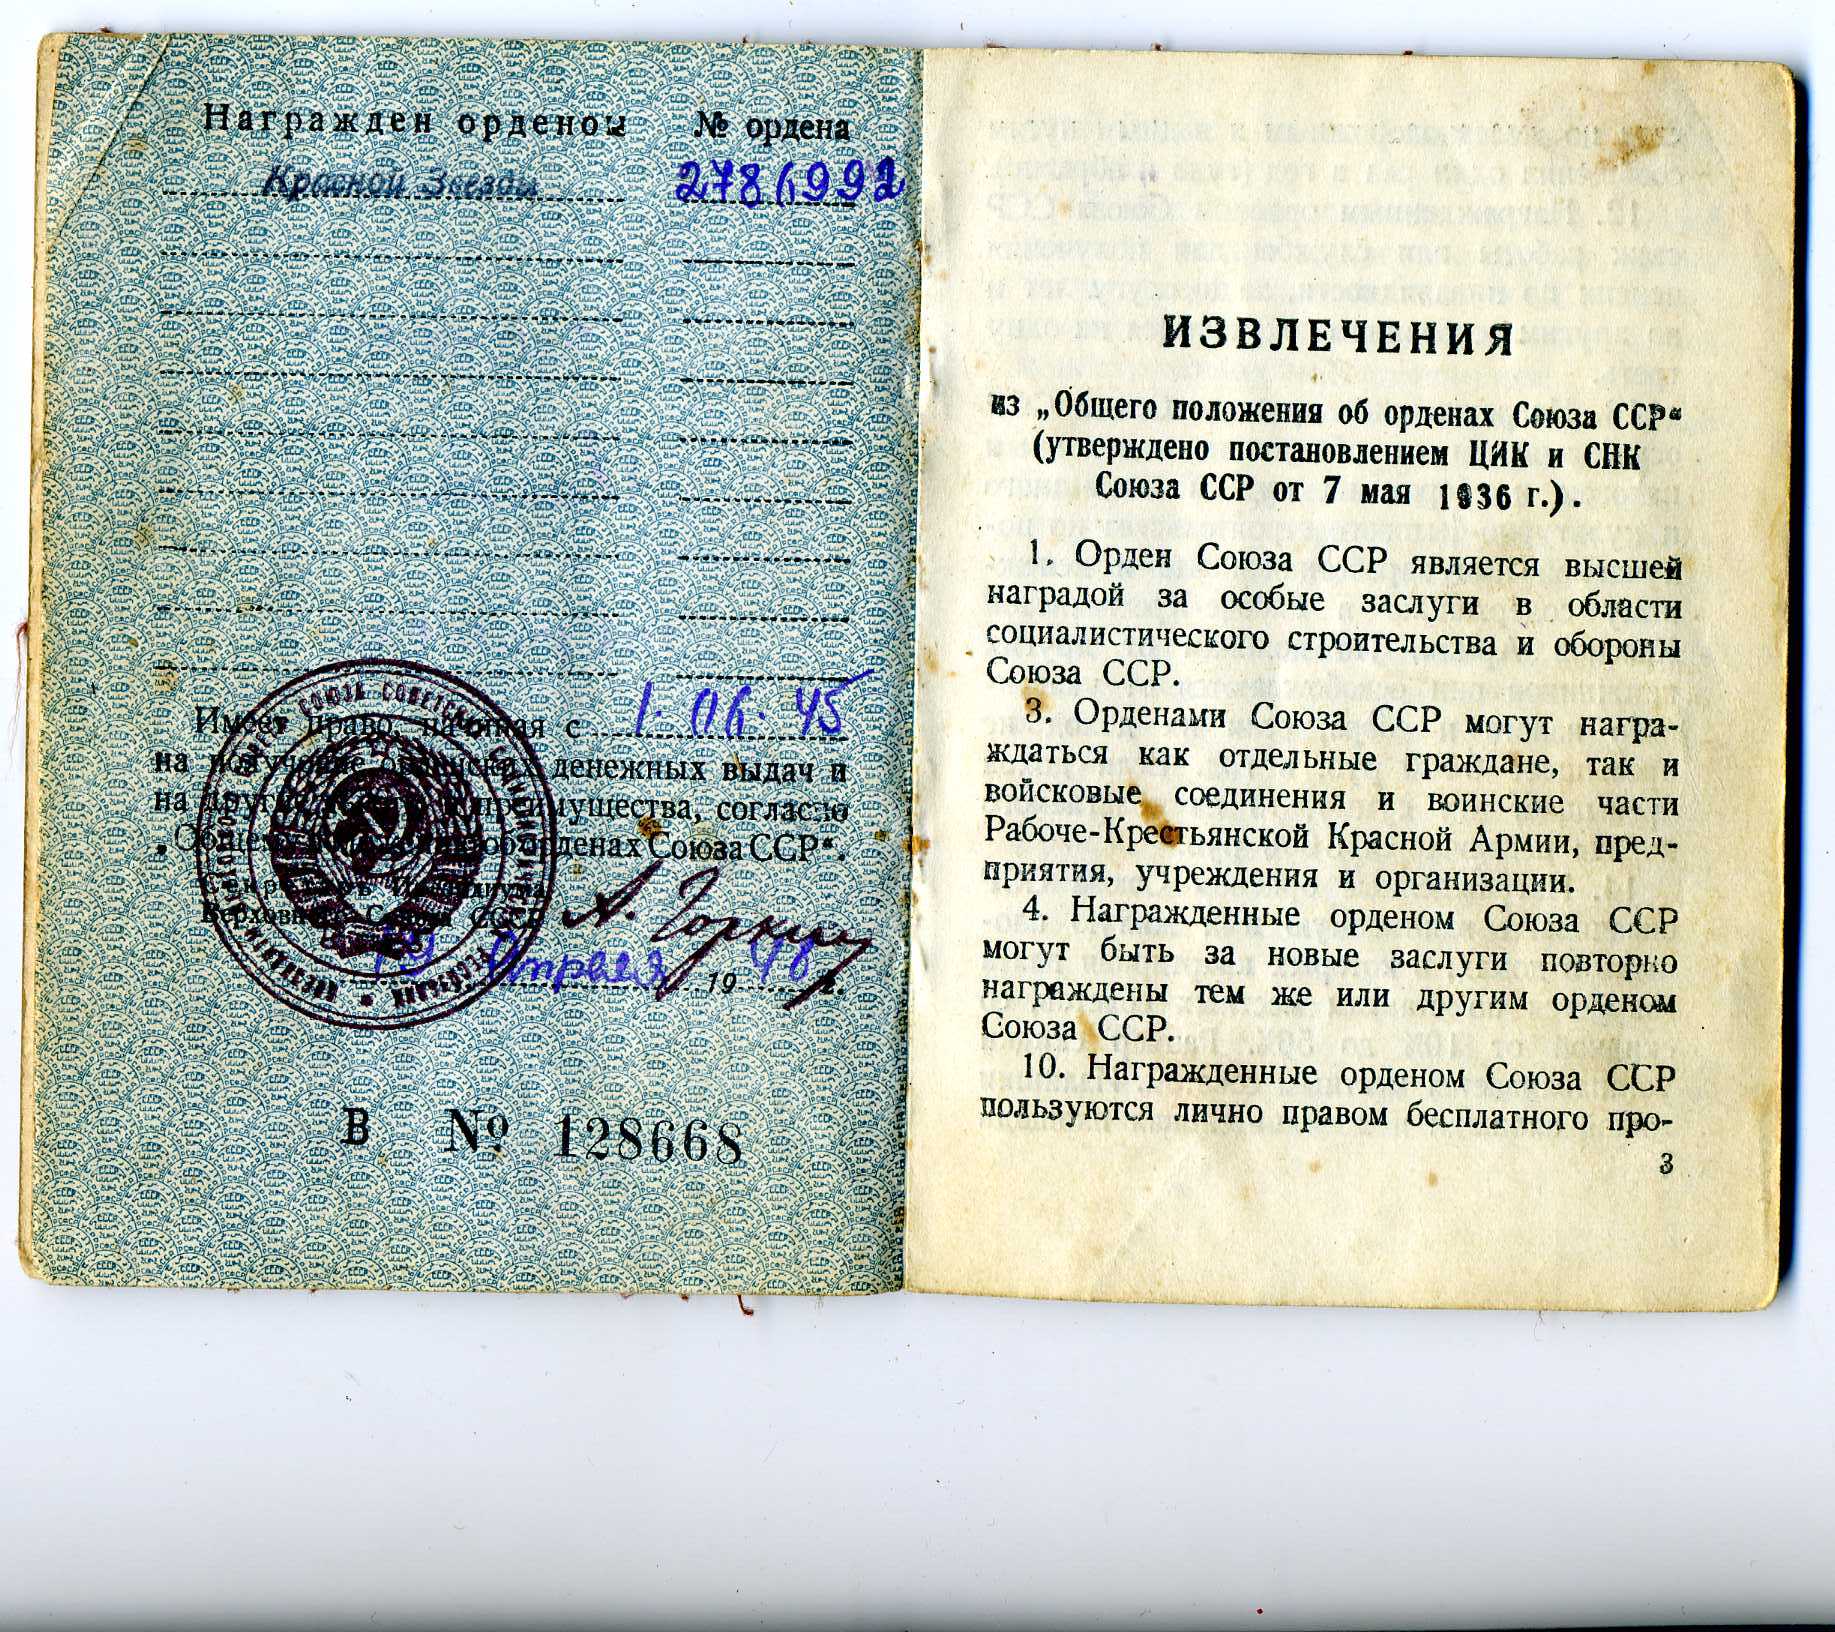 Награжден орденом № ордена
Красной Звезды 2786992
Имеет право, начиная с 1.06.45
на получение орденских денежных выдач и
на другие преимущества, согласно
„Общего положения об орденах Союза ССР“.
Секретарь Президиума
Верховного Совета СССР А. Горкин
19 Апреля 1948 г.
В № 128668
ИЗВЛЕЧЕНИЯ
из „Общего положения об орденах Союза ССР“
(утверждено постановлением ЦИК и СНК
Союза ССР от 7 мая 1936 г.).
1. Орден Союза ССР является высшей
наградой за особые заслуги в области
социалистического строительства и обороны
Союза ССР.
3. Орденами Союза ССР могут награ-
ждаться как отдельные граждане, так и
войсковые соединения и воинские части
Рабоче-Крестьянской Красной Армии, пред-
приятия, учреждения и организации.
4. Награжденные орденом Союза ССР
могут быть за новые заслуги повторно
награждены тем же или другим орденом
Союза ССР.
10. Награжденные орденом Союза ССР
пользуются лично правом бесплатного про-
3